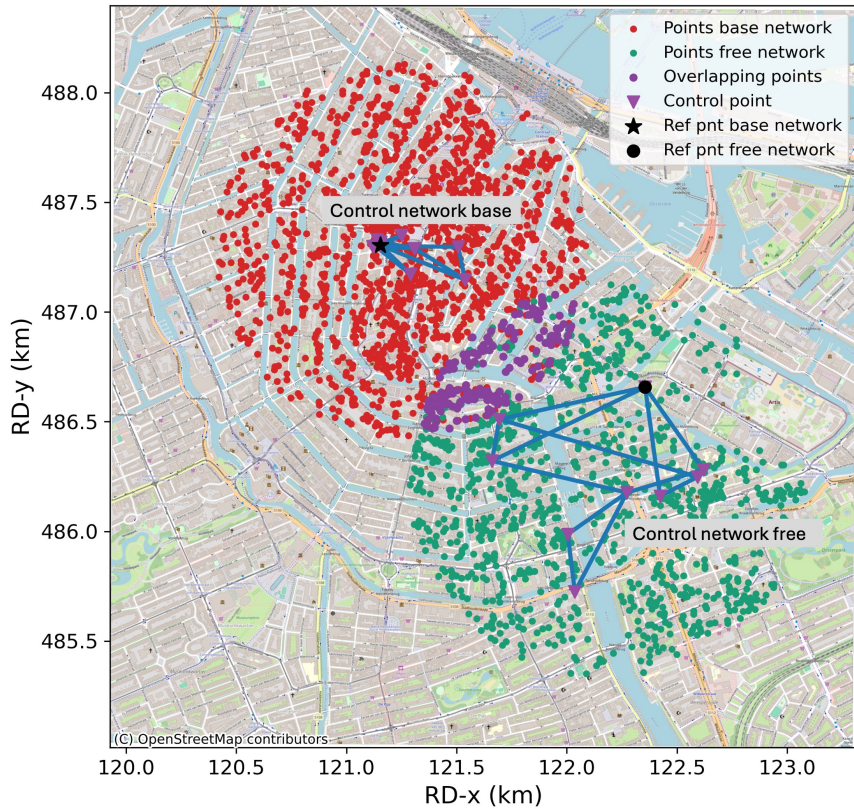 Points base network
Points free network
Overlapping points
Control point
Ref pnt base network
Ref pnt free network
488.0
487.5
Control network base
487.0
RD-y (km)
486.5
Artis
486.0
Control network free
485.5
(C) OpenStreetMap contributors
120.0 120.5 121.0 121.5 122.0 122.5 123.0
RD-x (km)